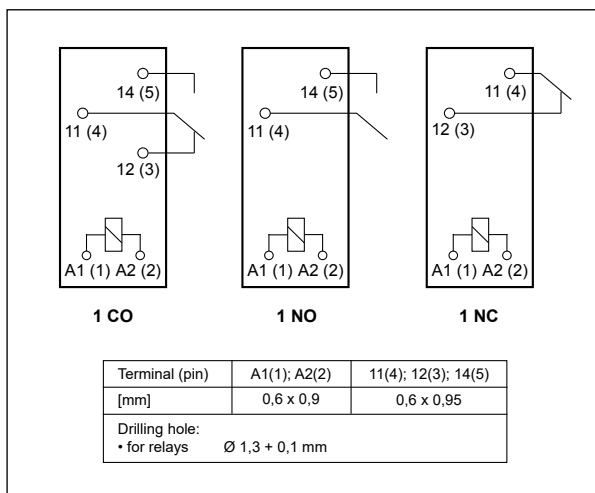 14 (5)
11 (4)
12 (3)
A1 (1) A2 (2)
1 CO
14 (5)
11 (4)
A1 (1) A2 (2)
1 NO
11 (4)
12 (3)
A1 (1) A2 (2)
1 NC
Terminal (pin) A1(1); A2(2) 11(4); 12(3); 14(5)
[mm] 0,6 x 0,9 0,6 x 0,95
Drilling hole:
• for relays Ø 1,3 + 0,1 mm